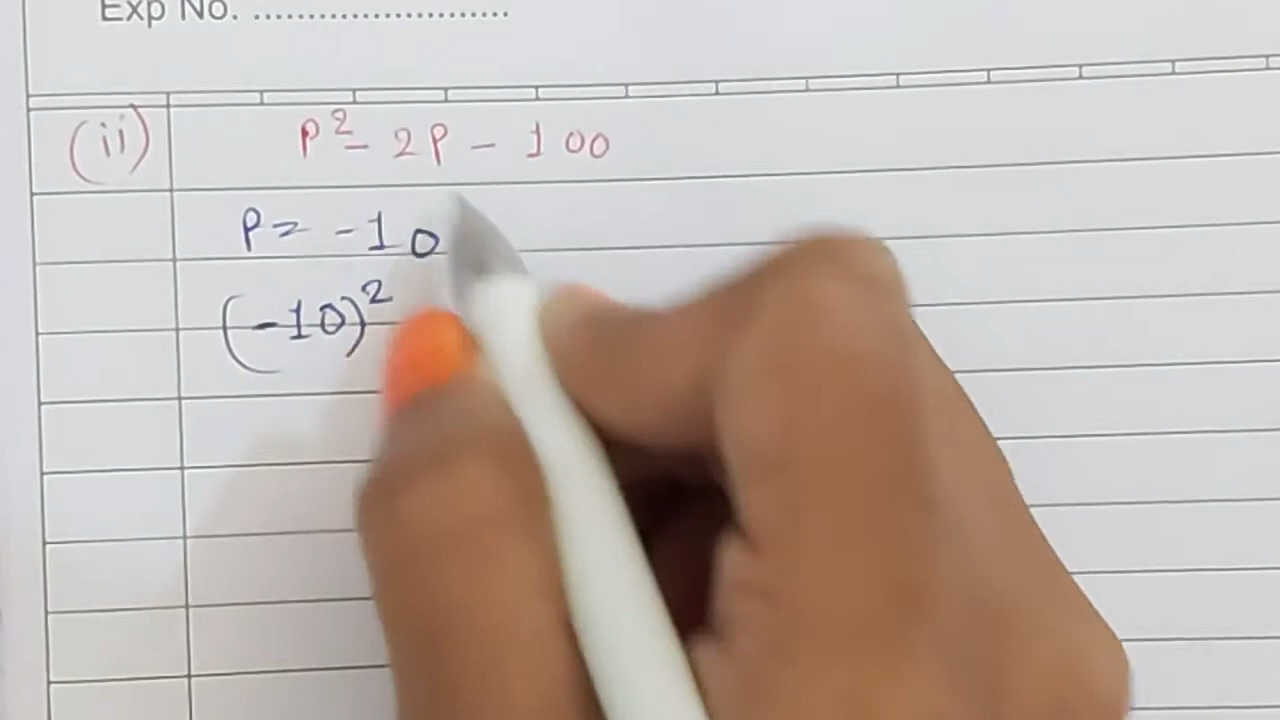 Exp No. ..............................
(ii) P² - 2P - 100
P = -10
(-10)²